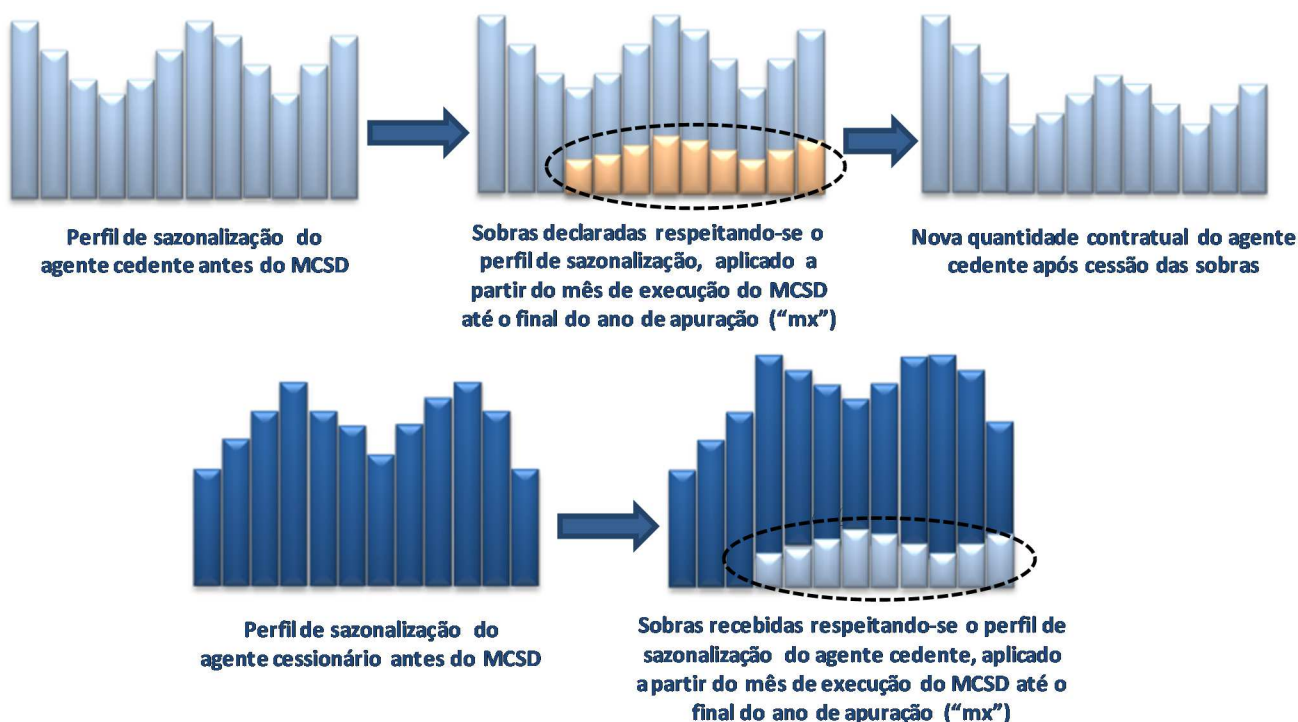 Perfil de sazonalização do
agente cedente antes do MCSD
Sobras declaradas respeitando-se o
perfil de sazonalização, aplicado a
partir do mês de execução do MCSD
até o final do ano de apuração ("mx")
Nova quantidade contratual do agente
cedente após cessão das sobras
Perfil de sazonalização do
agente cessionário antes do MCSD
Sobras recebidas respeitando-se o perfil de
sazonalização do agente cedente, aplicado
a partir do mês de execução do MCSD até o
final do ano de apuração ("mx")